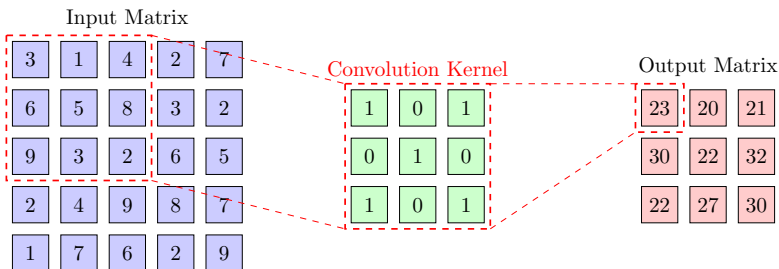 Input Matrix
3 1 4 2 7
6 5 8 3 2
9 3 2 6 5
2 4 9 8 7
1 7 6 2 9
Convolution Kernel
1 0 1
0 1 0
1 0 1
Output Matrix
23 20 21
30 22 32
22 27 30